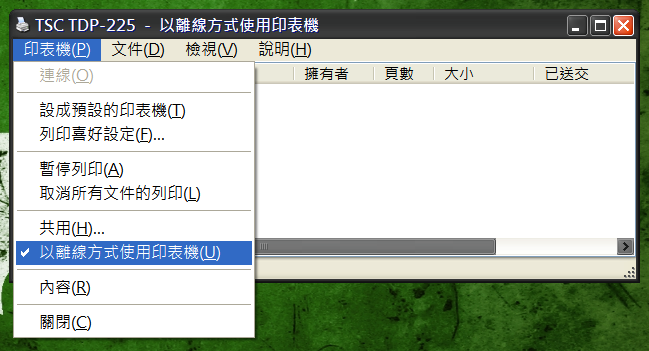 TSC TDP-225 - 以離線方式使用印表機
印表機(P) 文件(D) 檢視(V) 說明(H)
擁有者 頁數 大小 已送交
連線(O)
設成預設的印表機(T)
列印喜好設定(F)...
暫停列印(A)
取消所有文件的列印(L)
共用(H)...
以離線方式使用印表機(U)
內容(R)
關閉(C)